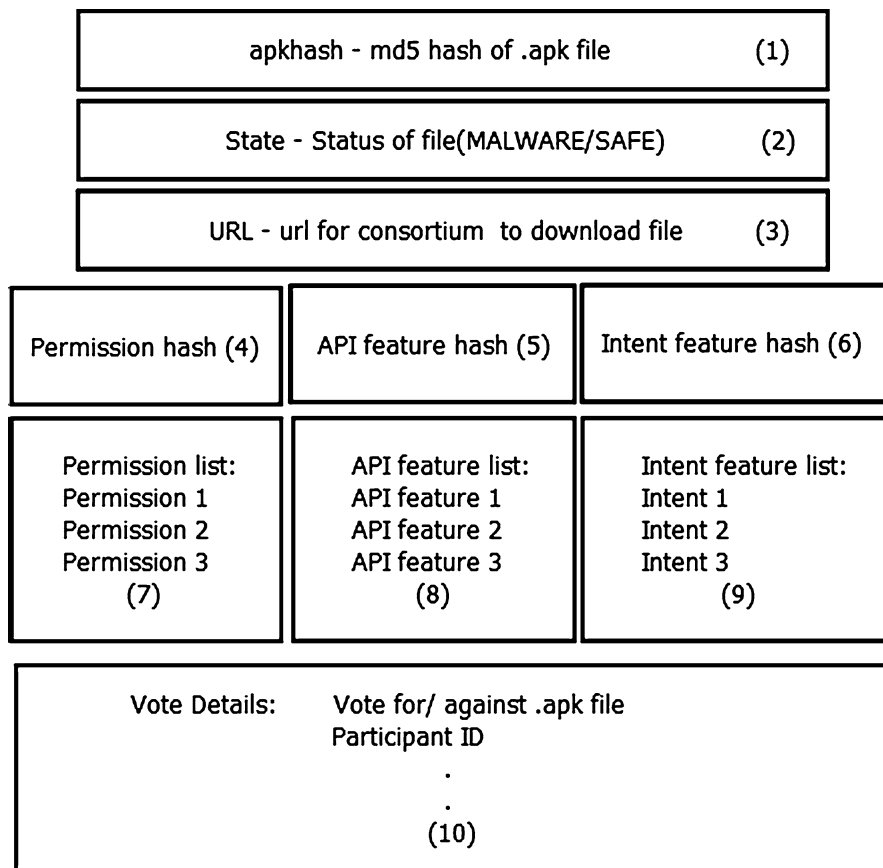 apkhash - md5 hash of .apk file (1)
State - Status of file(MALWARE/SAFE) (2)
URL - url for consortium to download file (3)
Permission hash (4)
API feature hash (5)
Intent feature hash (6)
Permission list:
Permission 1
Permission 2
Permission 3
(7)
API feature list:
API feature 1
API feature 2
API feature 3
(8)
Intent feature list:
Intent 1
Intent 2
Intent 3
(9)
Vote Details: Vote for/ against .apk file
Participant ID
.
.
(10)